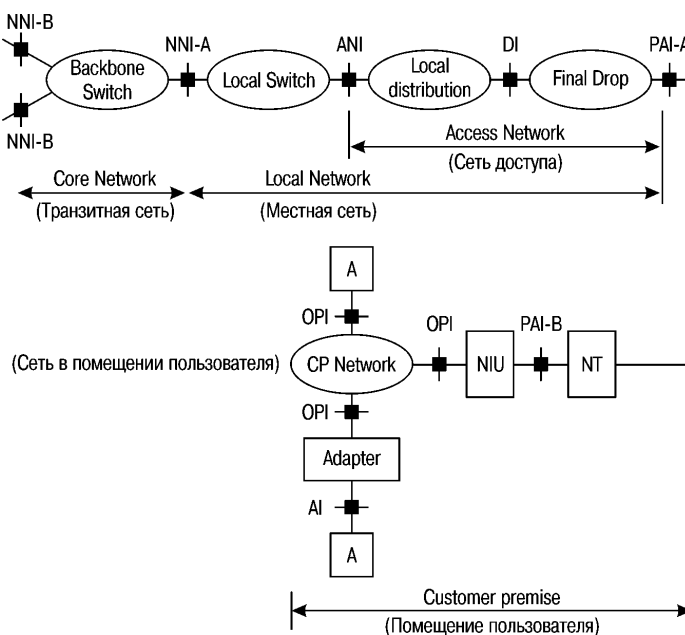 NNI-B
NNI-A
ANI
DI
PAI-A
Backbone
Switch
Local Switch
Local
distribution
Final Drop
NNI-B
Access Network
(Сеть доступа)
Core Network
(Транзитная сеть)
Local Network
(Местная сеть)
A
OPI
OPI
PAI-B
(Сеть в помещении пользователя)
CP Network
NIU
NT
OPI
Adapter
AI
A
Customer premise
(Помещение пользователя)